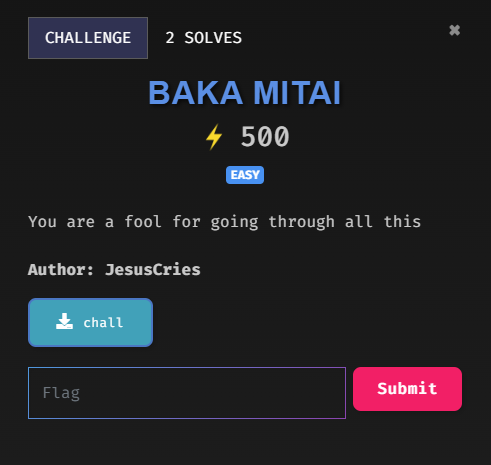 CHALLENGE 2 SOLVES ✖
BAKA MITAI
⚡ 500
EASY
You are a fool for going through all this
Author: JesusCries
chall
Flag Submit